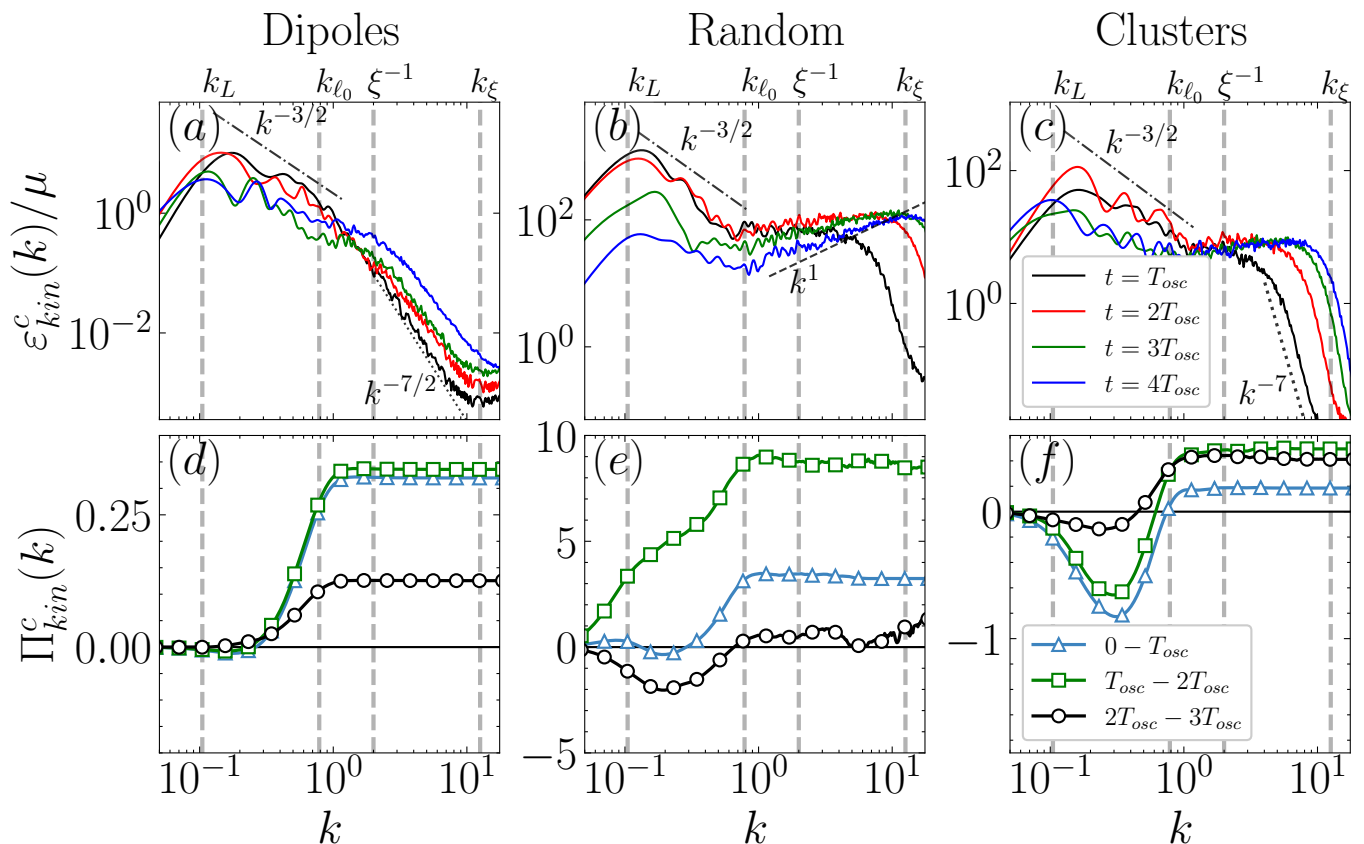 Dipoles Random Clusters
k_L k_{ℓ_0} ξ^{-1} k_ξ k_L k_{ℓ_0} ξ^{-1} k_ξ k_L k_{ℓ_0} ξ^{-1} k_ξ
(a) k^{-3/2} (b) k^{-3/2} (c) k^{-3/2}
ε^c_{kin}(k)/μ
10^0
10^{-2}
k^{-7/2}
10^2
10^0
k^1
10^2
10^0
t = T_{osc}
t = 2T_{osc}
t = 3T_{osc}
t = 4T_{osc}
k^{-7}
(d) (e) (f)
Π^c_{kin}(k)
0.25
0.00
10
5
0
−5
0
−1
0 − T_{osc}
T_{osc} − 2T_{osc}
2T_{osc} − 3T_{osc}
10^{-1} 10^0 10^1 10^{-1} 10^0 10^1 10^{-1} 10^0 10^1
k k k